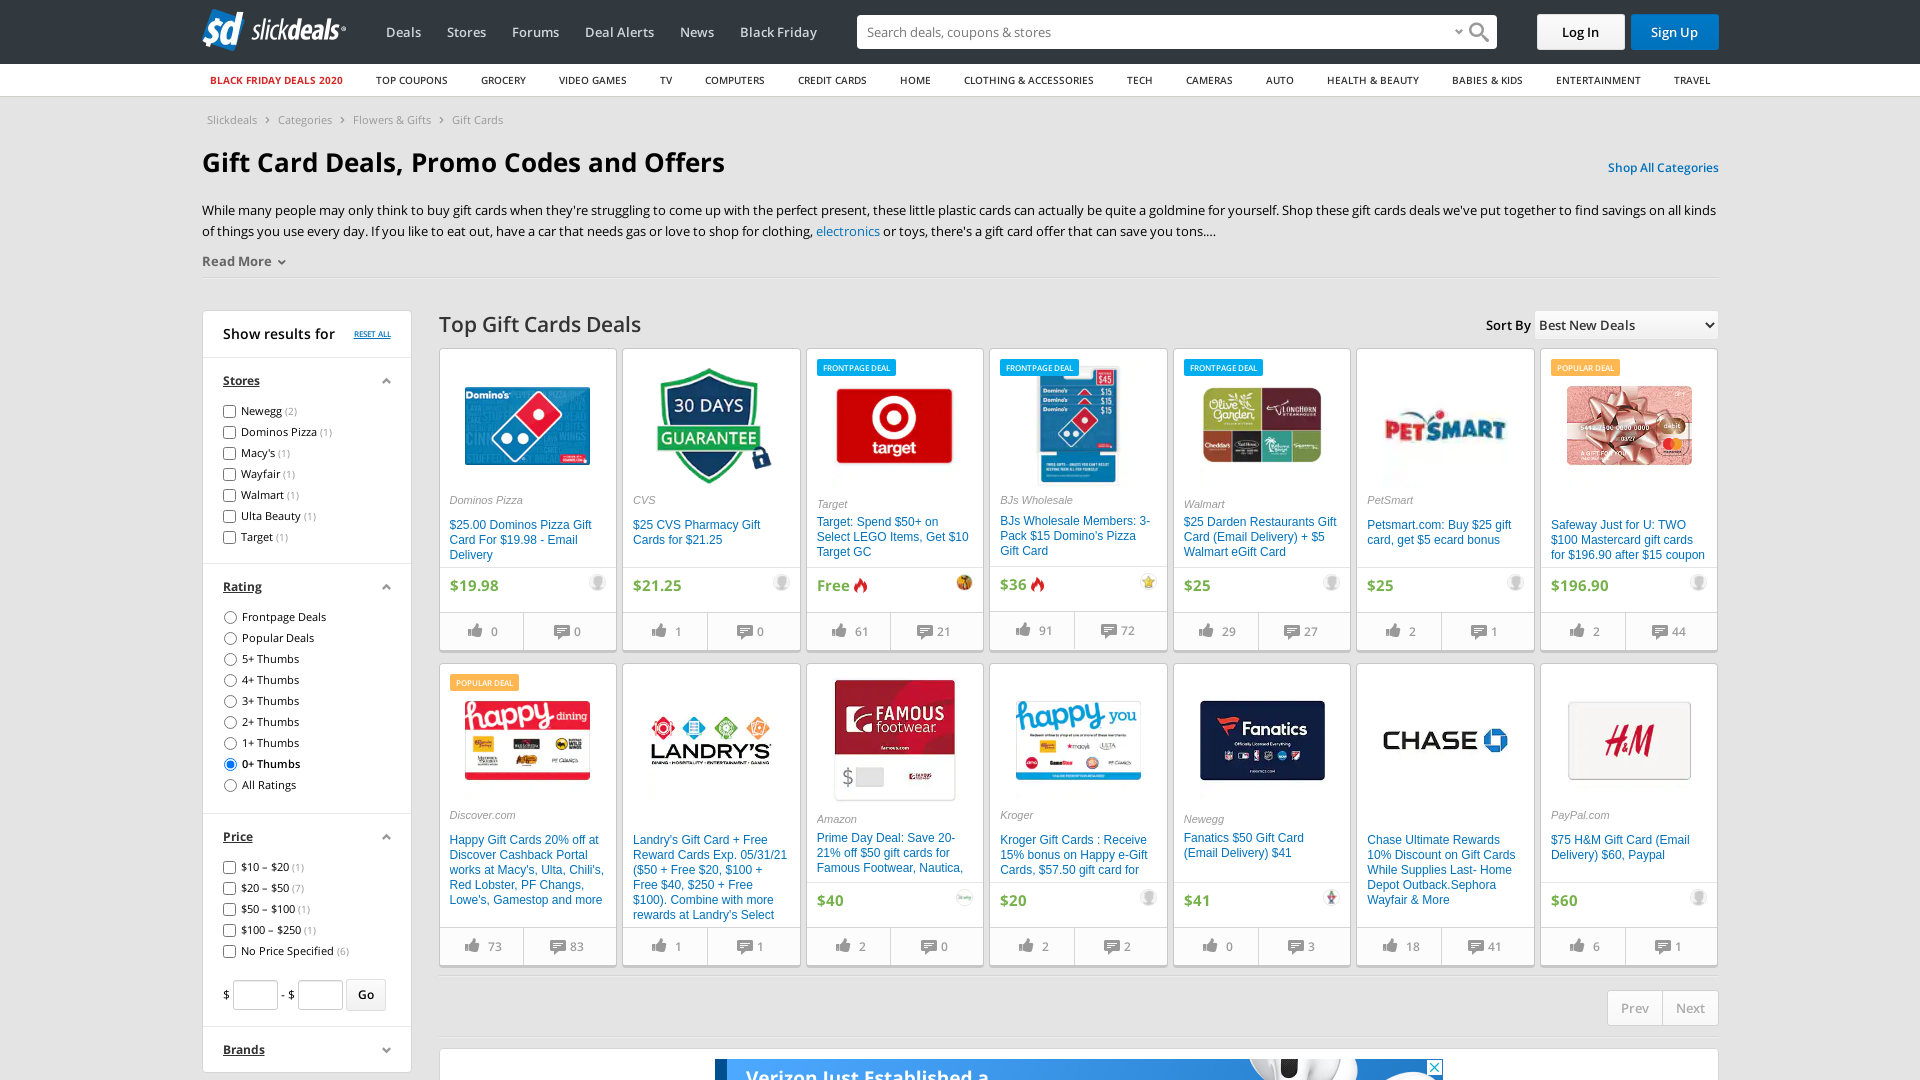 sd slickdeals
Deals
Stores
Forums
Deal Alerts
News
Black Friday
Search deals, coupons & stores
Log In
Sign Up
BLACK FRIDAY DEALS 2020
TOP COUPONS
GROCERY
VIDEO GAMES
TV
COMPUTERS
CREDIT CARDS
HOME
CLOTHING & ACCESSORIES
TECH
CAMERAS
AUTO
HEALTH & BEAUTY
BABIES & KIDS
ENTERTAINMENT
TRAVEL
Slickdeals > Categories > Flowers & Gifts > Gift Cards
Gift Card Deals, Promo Codes and Offers
Shop All Categories
While many people may only think to buy gift cards when they're struggling to come up with the perfect present, these little plastic cards can actually be quite a goldmine for yourself. Shop these gift cards deals we've put together to find savings on all kinds
of things you use every day. If you like to eat out, have a car that needs gas or love to shop for clothing, electronics or toys, there's a gift card offer that can save you tons....
Read More
Show results for
RESET ALL
Stores
Newegg (2)
Dominos Pizza (1)
Macy's (1)
Wayfair (1)
Walmart (1)
Ulta Beauty (1)
Target (1)
Rating
Frontpage Deals
Popular Deals
5+ Thumbs
4+ Thumbs
3+ Thumbs
2+ Thumbs
1+ Thumbs
0+ Thumbs
All Ratings
Price
$10 – $20 (1)
$20 – $50 (7)
$50 – $100 (1)
$100 – $250 (1)
No Price Specified (6)
$ - $ Go
Brands
Top Gift Cards Deals
Sort By
Best New Deals
Domino's
Dominos Pizza
$25.00 Dominos Pizza Gift
Card For $19.98 - Email
Delivery
$19.98
0
0
30 DAYS
GUARANTEE
CVS
$25 CVS Pharmacy Gift
Cards for $21.25
$21.25
1
0
FRONTPAGE DEAL
target
Target
Target: Spend $50+ on
Select LEGO Items, Get $10
Target GC
Free
61
21
FRONTPAGE DEAL
$45
Domino's $15
Domino's $15
Domino's $15
BJs Wholesale
BJs Wholesale Members: 3-
Pack $15 Domino's Pizza
Gift Card
$36
91
72
FRONTPAGE DEAL
Olive Garden
LONGHORN
STEAKHOUSE
Cheddar's
Walmart
$25 Darden Restaurants Gift
Card (Email Delivery) + $5
Walmart eGift Card
$25
29
27
PETSMART
PetSmart
Petsmart.com: Buy $25 gift
card, get $5 ecard bonus
$25
2
1
POPULAR DEAL
debit
Safeway Just for U: TWO
$100 Mastercard gift cards
for $196.90 after $15 coupon
$196.90
2
44
POPULAR DEAL
happy dining
Discover.com
Happy Gift Cards 20% off at
Discover Cashback Portal
works at Macy's, Ulta, Chili's,
Red Lobster, PF Changs,
Lowe's, Gamestop and more
73
83
LANDRY'S
DINING • HOSPITALITY • ENTERTAINMENT • GAMING
Landry's Gift Card + Free
Reward Cards Exp. 05/31/21
($50 + Free $20, $100 +
Free $40, $250 + Free
$100). Combine with more
rewards at Landry's Select
1
1
FAMOUS
footwear.
famous.com
$
Amazon
Prime Day Deal: Save 20-
21% off $50 gift cards for
Famous Footwear, Nautica,
$40
2
0
happy you
Kroger
Kroger Gift Cards : Receive
15% bonus on Happy e-Gift
Cards, $57.50 gift card for
$20
2
2
Fanatics
Officially Licensed Everything
Newegg
Fanatics $50 Gift Card
(Email Delivery) $41
$41
0
3
CHASE
Chase Ultimate Rewards
10% Discount on Gift Cards
While Supplies Last- Home
Depot Outback.Sephora
Wayfair & More
18
41
H&M
PayPal.com
$75 H&M Gift Card (Email
Delivery) $60, Paypal
$60
6
1
Prev
Next
Verizon Just Established a